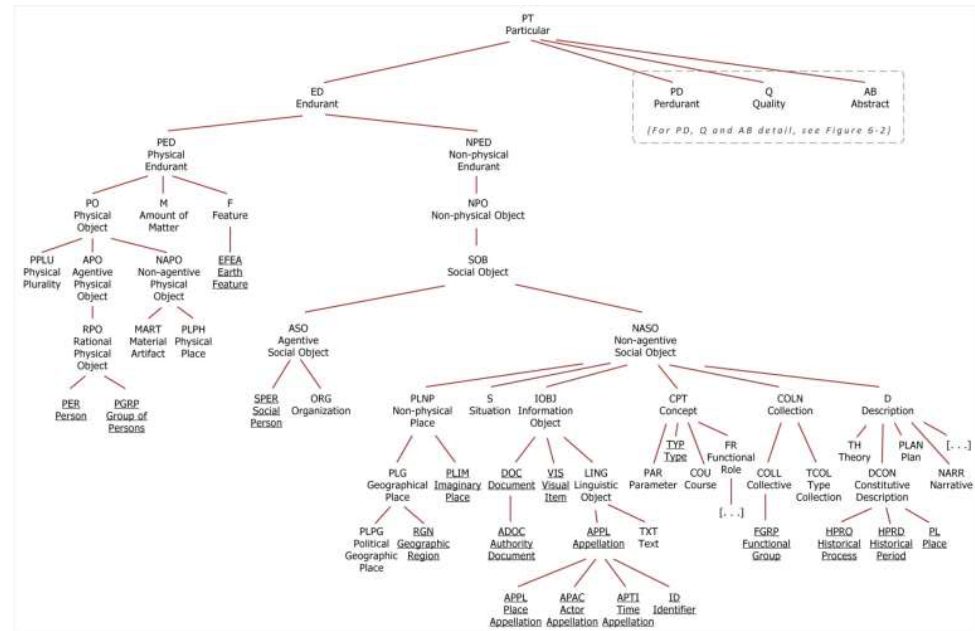 PT
Particular
ED
Endurant
PD
Perdurant
Q
Quality
AB
Abstract
[For PD, Q and AB detail, see Figure 6-2]
PED
Physical
Endurant
NPED
Non-physical
Endurant
PO
Physical
Object
M
Amount of
Matter
F
Feature
NPO
Non-physical Object
PPLU
Physical
Plurality
APO
Agentive
Physical
Object
NAPO
Non-agentive
Physical
Object
EFEA
Earth
Feature
SOB
Social Object
RPO
Rational
Physical
Object
MART
Material
Artifact
PLPH
Physical
Place
ASO
Agentive
Social Object
NASO
Non-agentive
Social Object
PER
Person
PGRP
Group of
Persons
SPER
Social
Person
ORG
Organization
PLNP
Non-physical
Place
S
Situation
IOBJ
Information
Object
CPT
Concept
COLN
Collection
D
Description
PLG
Geographical
Place
PLIM
Imaginary
Place
DOC
Document
VIS
Visual
Item
LING
Linguistic
Object
PAR
Parameter
TYP
Type
COU
Course
FR
Functional
Role
[. . .]
COLL
Collective
TCOL
Type
Collection
TH
Theory
DCON
Constitutive
Description
PLAN
Plan
NARR
Narrative
[. . .]
PLPG
Political
Geographic
Place
RGN
Geographic
Region
ADOC
Authority
Document
APPL
Appellation
TXT
Text
FGRP
Functional
Group
HPRO
Historical
Process
HPRD
Historical
Period
PL
Place
APPL
Place
Appellation
APAC
Actor
Appellation
APTI
Time
Appellation
ID
Identifier